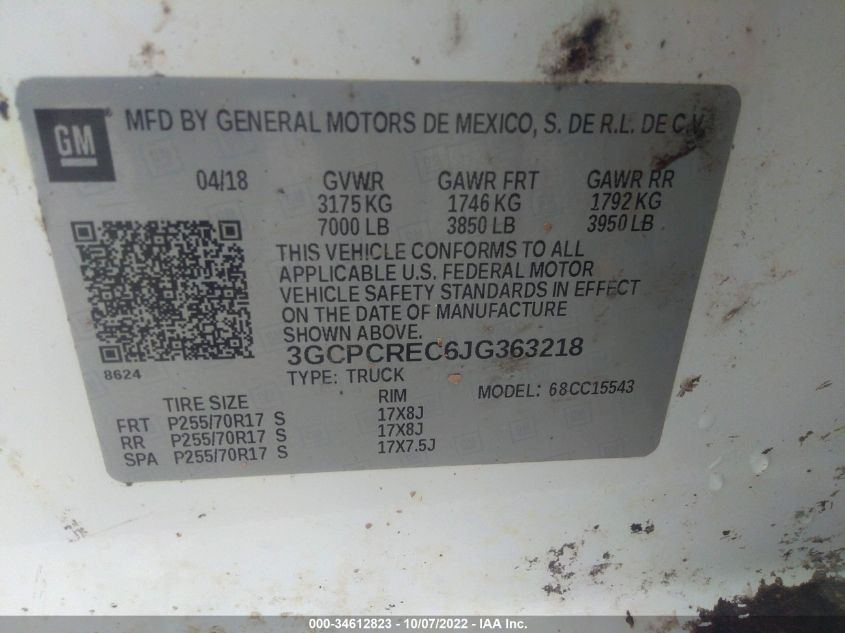 GM
MFD BY GENERAL MOTORS DE MEXICO, S. DE R.L. DE C.V.
04/18 GVWR GAWR FRT GAWR RR
3175 KG 1746 KG 1792 KG
7000 LB 3850 LB 3950 LB
THIS VEHICLE CONFORMS TO ALL
APPLICABLE U.S. FEDERAL MOTOR
VEHICLE SAFETY STANDARDS IN EFFECT
ON THE DATE OF MANUFACTURE
SHOWN ABOVE.
3GCPCREC6JG363218
8624
TYPE: TRUCK MODEL: 68CC15543
TIRE SIZE RIM
FRT P255/70R17 S 17X8J
RR P255/70R17 S 17X8J
SPA P255/70R17 S 17X7.5J
000-34612823 - 10/07/2022 - IAA Inc.